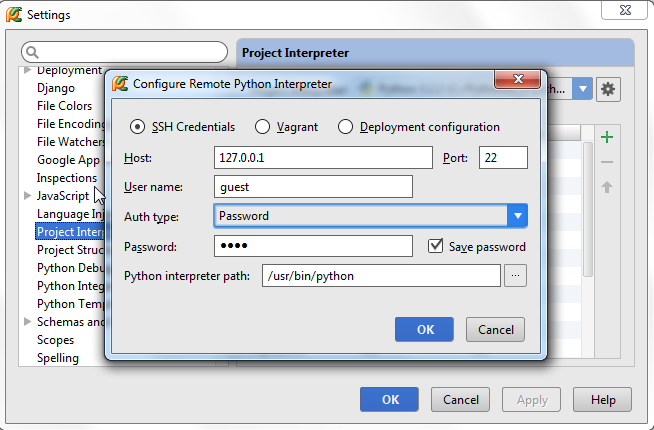 Settings
Project Interpreter
Deployment
Django
File Colors
File Encoding
File Watchers
Google App
Inspections
JavaScript
Language Inj
Project Interp
Project Struc
Python Debu
Python Integ
Python Temp
Schemas and
Scopes
Spelling
Configure Remote Python Interpreter
SSH Credentials Vagrant Deployment configuration
Host: 127.0.0.1 Port: 22
User name: guest
Auth type: Password
Password: •••• Save password
Python interpreter path: /usr/bin/python ...
OK Cancel
OK Cancel Apply Help